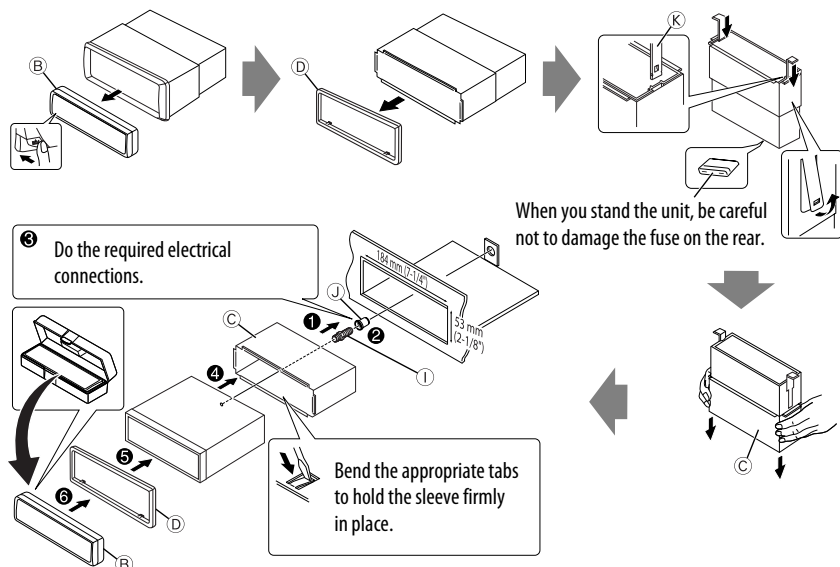 Ⓑ
Ⓓ
Ⓚ
When you stand the unit, be careful
not to damage the fuse on the rear.
❸ Do the required electrical
connections.
184 mm (7-1/4")
53 mm
(2-1/8")
Ⓙ
❶
❷
Ⓒ
Ⓘ
❹
Bend the appropriate tabs
to hold the sleeve firmly
in place.
❺
Ⓓ
❻
Ⓑ
Ⓒ